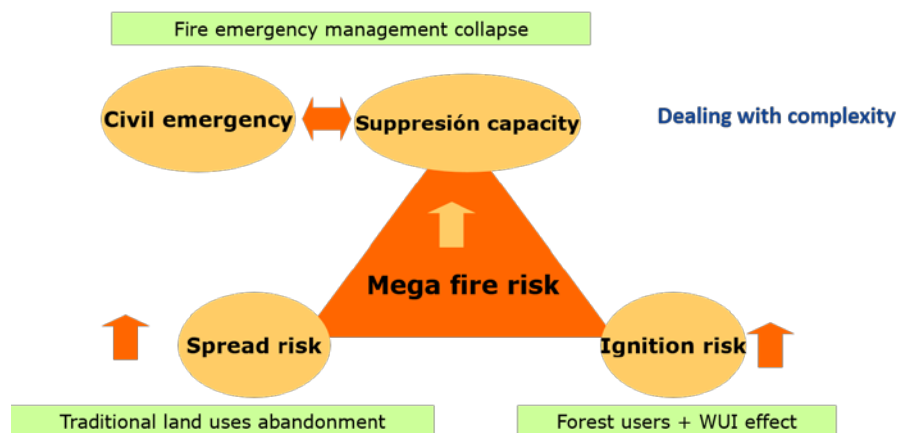 Fire emergency management collapse
Civil emergency
Suppresión capacity
Dealing with complexity
Mega fire risk
Spread risk
Ignition risk
Traditional land uses abandonment
Forest users + WUI effect